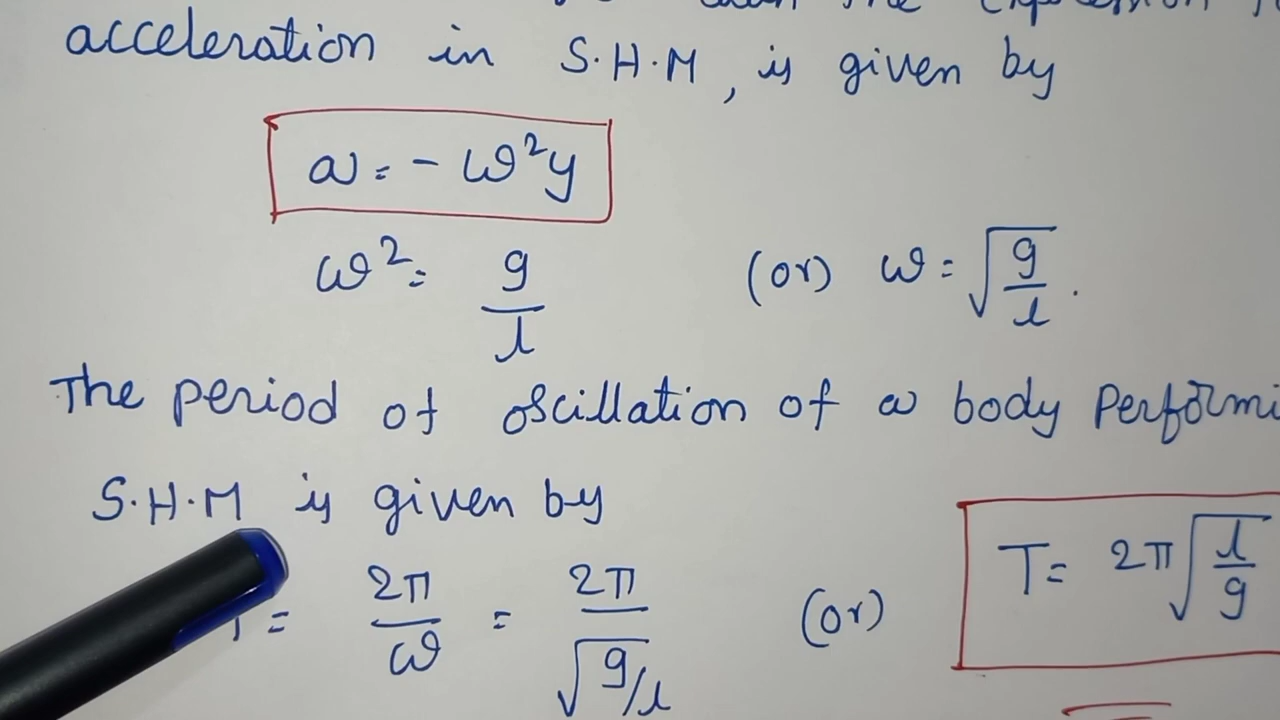 the
acceleration in S.H.M, is given by
a = - ω²y
ω² = g/l (or) ω = √(g/l).
The period of oscillation of a body
S.H.M is given by
T = 2π/ω = 2π/√(g/l) (or) T = 2π√(l/g)